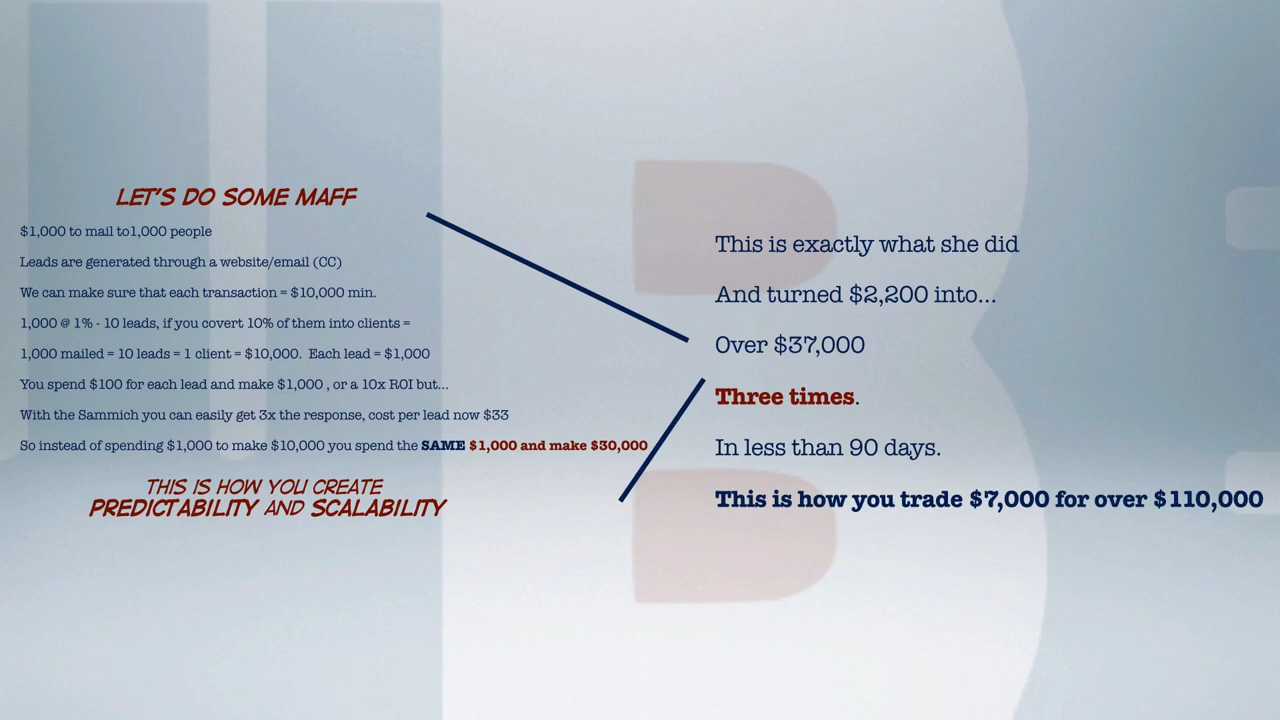 LET'S DO SOME MAFF
$1,000 to mail to1,000 people
Leads are generated through a website/email (CC)
We can make sure that each transaction = $10,000 min.
1,000 @ 1% - 10 leads, if you covert 10% of them into clients =
1,000 mailed = 10 leads = 1 client = $10,000.  Each lead = $1,000
You spend $100 for each lead and make $1,000 , or a 10x ROI but...
With the Sammich you can easily get 3x the response, cost per lead now $33
So instead of spending $1,000 to make $10,000 you spend the SAME $1,000 and make $30,000
THIS IS HOW YOU CREATE
PREDICTABILITY AND SCALABILITY
This is exactly what she did
And turned $2,200 into...
Over $37,000
Three times.
In less than 90 days.
This is how you trade $7,000 for over $110,000